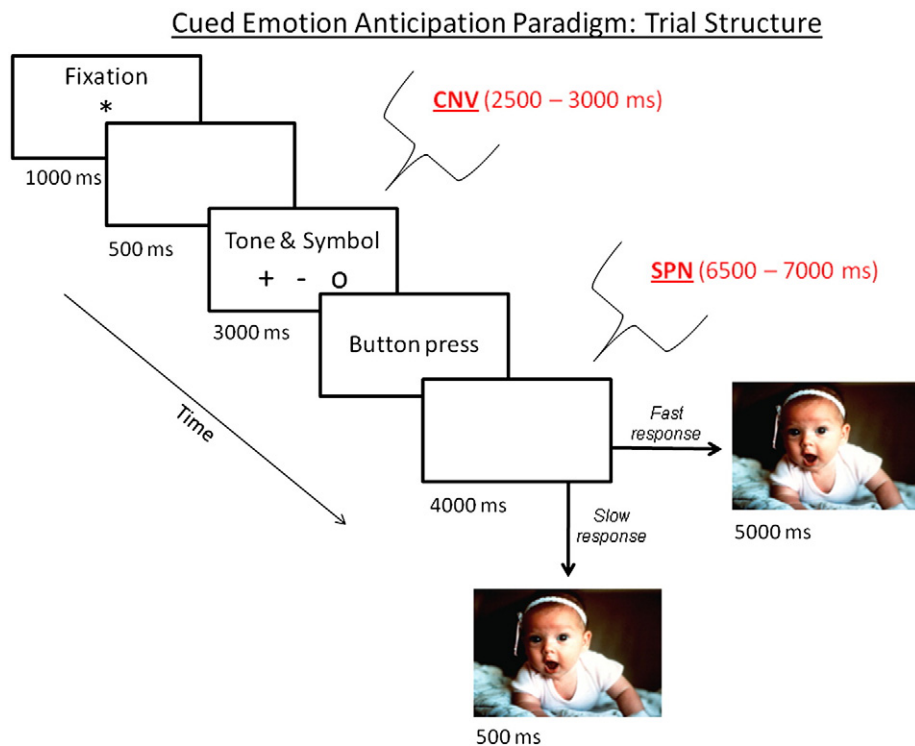 Cued Emotion Anticipation Paradigm: Trial Structure
Fixation
*
CNV (2500 – 3000 ms)
1000 ms
500 ms
Tone & Symbol
+ - o
SPN (6500 – 7000 ms)
3000 ms
Button press
Time
Fast
response
4000 ms
Slow
response
5000 ms
500 ms